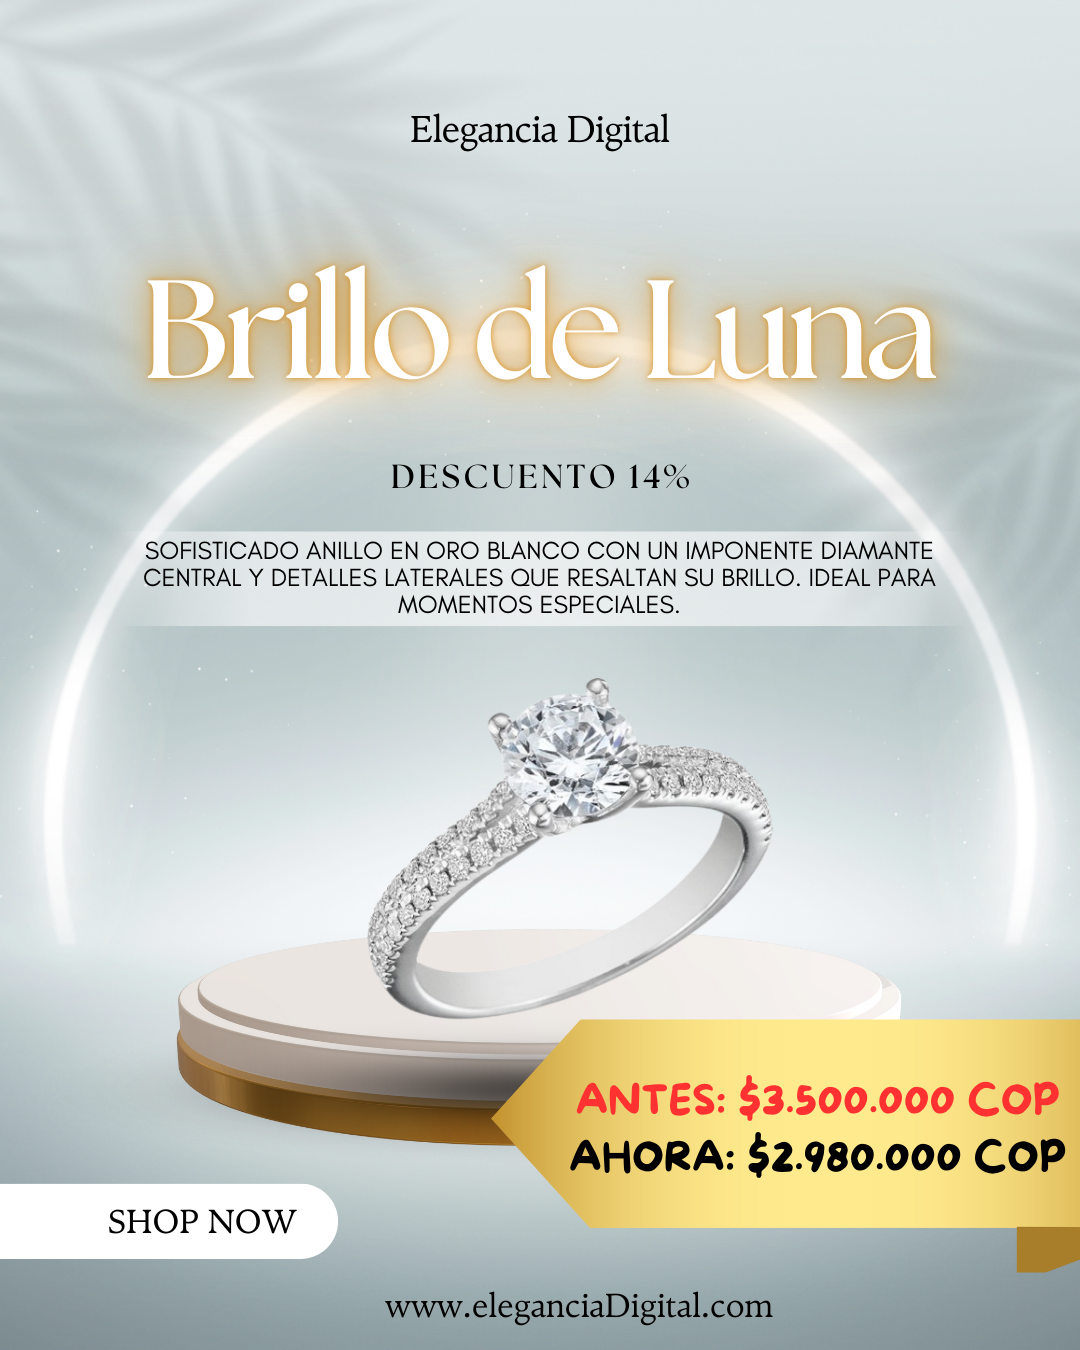 Elegancia Digital
Brillo de Luna
DESCUENTO 14%
SOFISTICADO ANILLO EN ORO BLANCO CON UN IMPONENTE DIAMANTE
CENTRAL Y DETALLES LATERALES QUE RESALTAN SU BRILLO. IDEAL PARA
MOMENTOS ESPECIALES.
ANTES: $3.500.000 COP
AHORA: $2.980.000 COP
SHOP NOW
www.eleganciaDigital.com